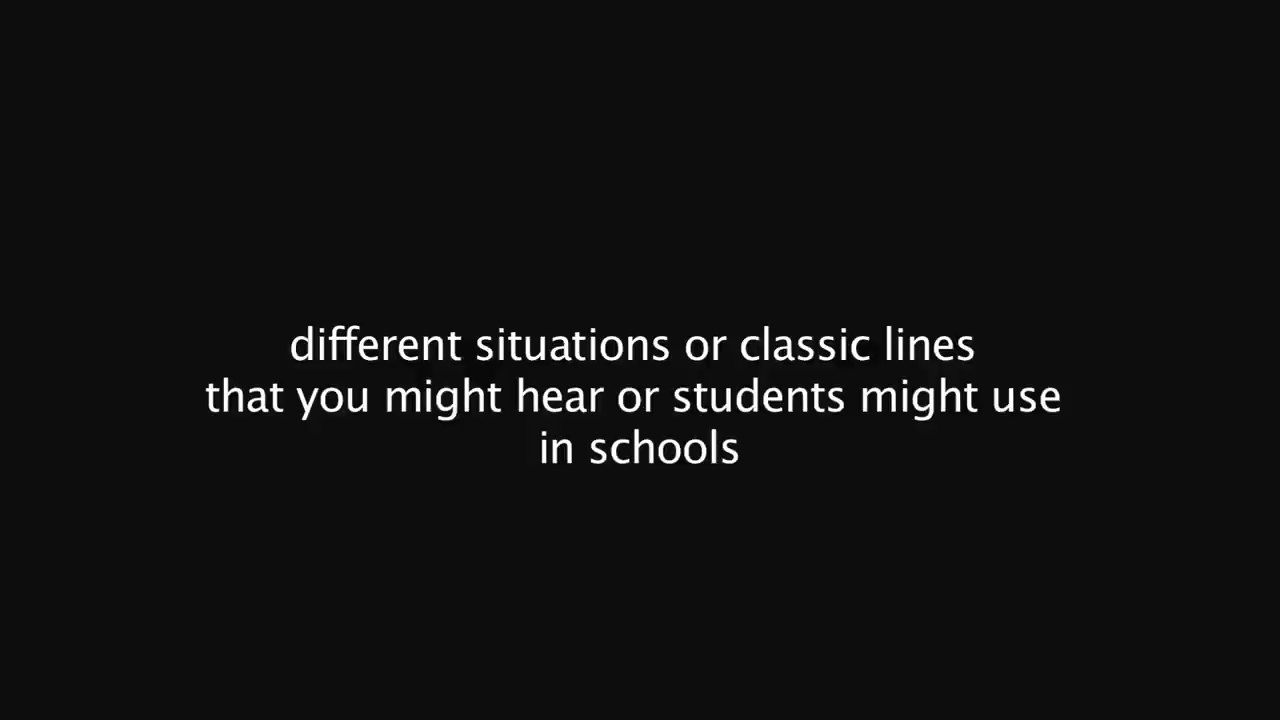 different situations or classic lines
that you might hear or students might use
in schools